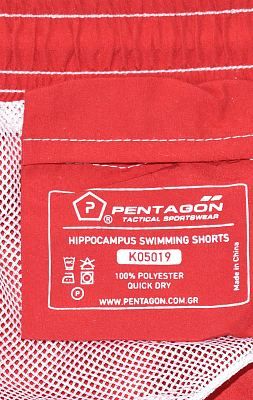 P
PENTAGON
TACTICAL SPORTSWEAR
HIPPOCAMPUS SWIMMING SHORTS
K05019
100% POLYESTER
QUICK DRY
WWW.PENTAGON.COM.GR
Made in China
P